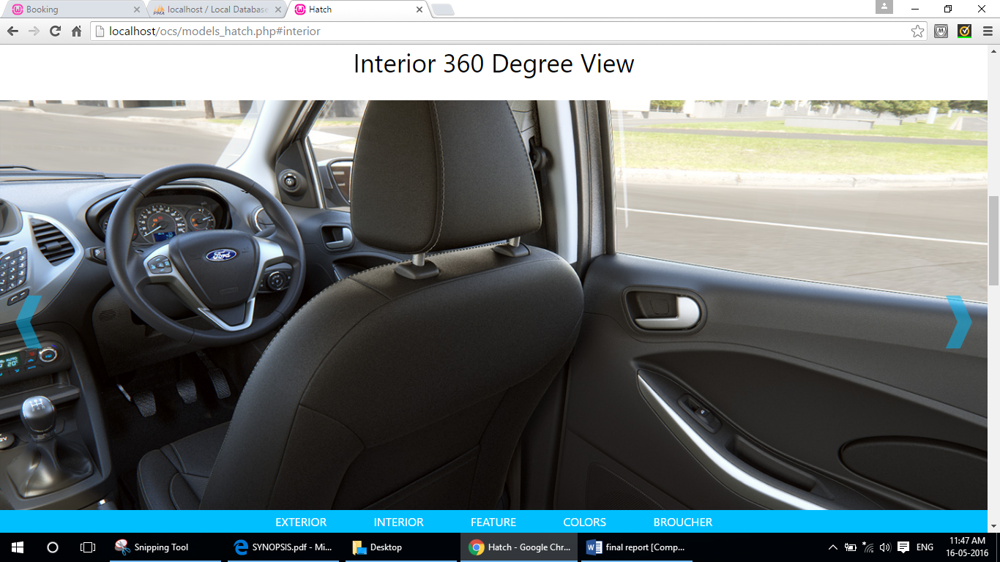 Booking
localhost / Local Database
Hatch
localhost/ocs/models_hatch.php#interior
Interior 360 Degree View
Ford
AUTO
EXTERIOR INTERIOR FEATURE COLORS BROUCHER
Snipping Tool
SYNOPSIS.pdf - Mi...
Desktop
Hatch - Google Chr...
final report [Comp...
ENG
11:47 AM
16-05-2016